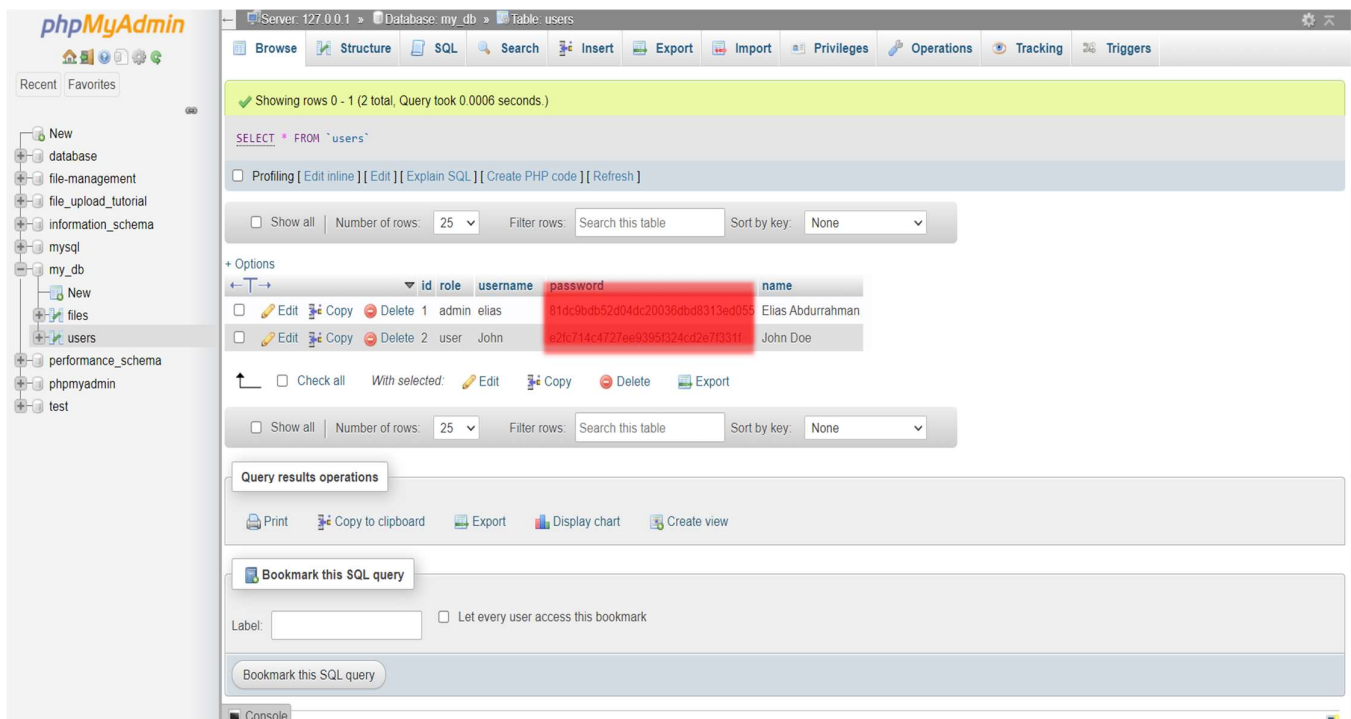 phpMyAdmin
Recent Favorites
New
database
file-management
file_upload_tutorial
information_schema
mysql
my_db
New
files
users
performance_schema
phpmyadmin
test
Server: 127.0.0.1 » Database: my_db » Table: users
Browse Structure SQL Search Insert Export Import Privileges Operations Tracking Triggers
Showing rows 0 - 1 (2 total, Query took 0.0006 seconds.)
SELECT * FROM `users`
Profiling [ Edit inline ] [ Edit ] [ Explain SQL ] [ Create PHP code ] [ Refresh ]
Show all | Number of rows: 25 Filter rows: Search this table Sort by key: None
+ Options
←T→ id role username password name
Edit Copy Delete 1 admin elias 81dc9bdb52d04dc20036dbd8313ed055 Elias Abdurrahman
Edit Copy Delete 2 user John e2fc714c4727ee9395f324cd2e7f331f John Doe
Check all With selected: Edit Copy Delete Export
Show all | Number of rows: 25 Filter rows: Search this table Sort by key: None
Query results operations
Print Copy to clipboard Export Display chart Create view
Bookmark this SQL query
Label: Let every user access this bookmark
Bookmark this SQL query
Console